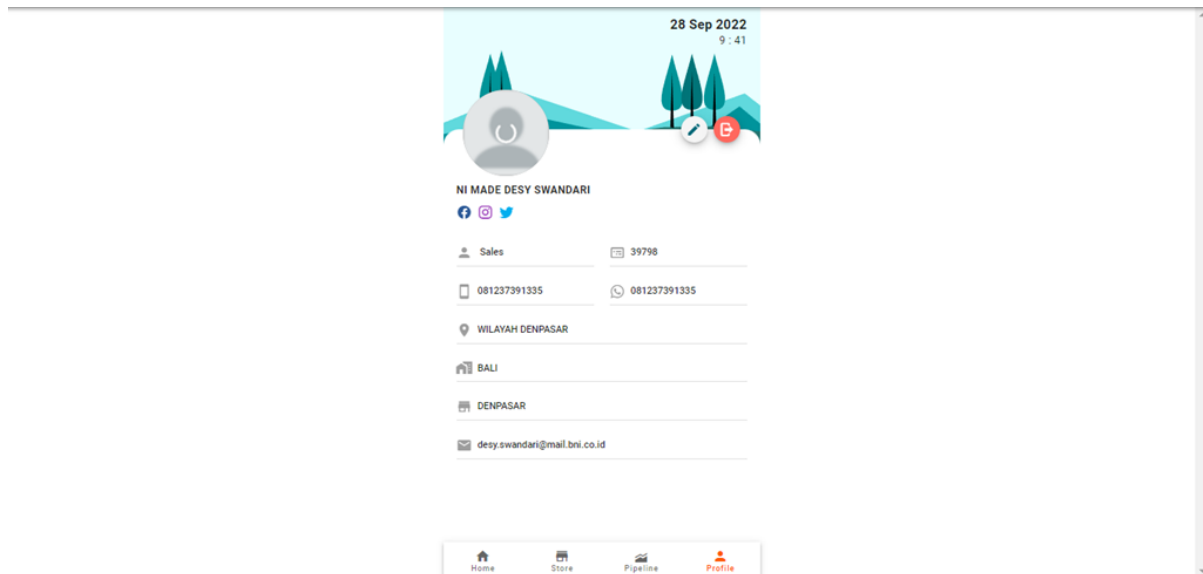 28 Sep 2022
9 : 41
NI MADE DESY SWANDARI
Sales
39798
081237391335
081237391335
WILAYAH DENPASAR
BALI
DENPASAR
desy.swandari@mail.bni.co.id
Home
Store
Pipeline
Profile